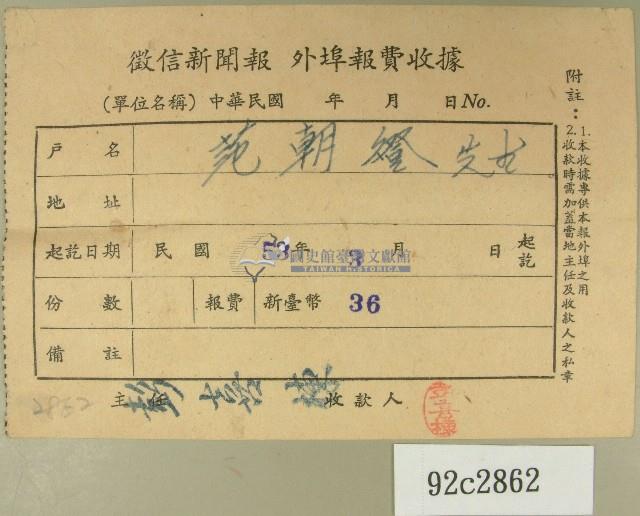 徵信新聞報 外埠報費收據
(單位名稱) 中華民國 年 月 日 No.
戶名 范朝燈 先生
地址
起訖日期 民國 53年 3 月 日 起訖
份數 報費 新臺幣 36
備註
主任 收款人
附註：
1.本收據專供本報外埠之用
2.收款時需加蓋當地主任及收款人之私章
國史館臺灣文獻館
TAIWAN HISTORICA
2862
92c2862